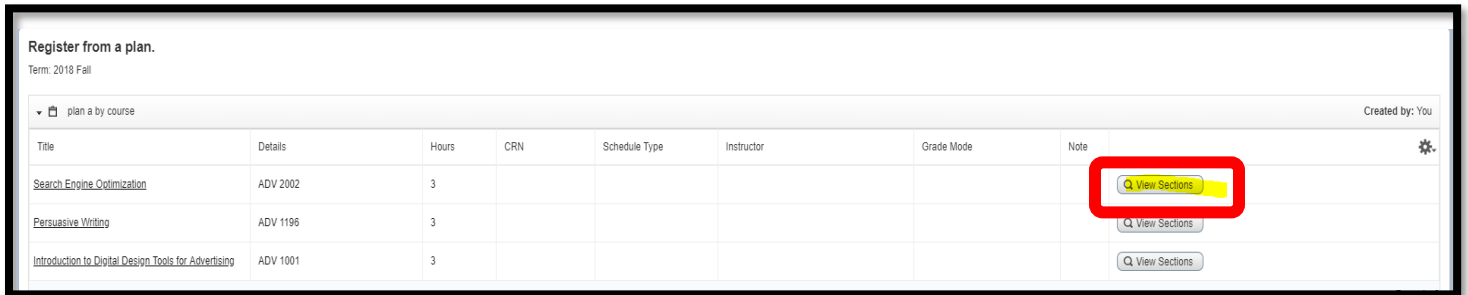 Register from a plan.
Term: 2018 Fall
plan a by course Created by: You
Title Details Hours CRN Schedule Type Instructor Grade Mode Note
Search Engine Optimization ADV 2002 3 View Sections
Persuasive Writing ADV 1196 3 View Sections
Introduction to Digital Design Tools for Advertising ADV 1001 3 View Sections